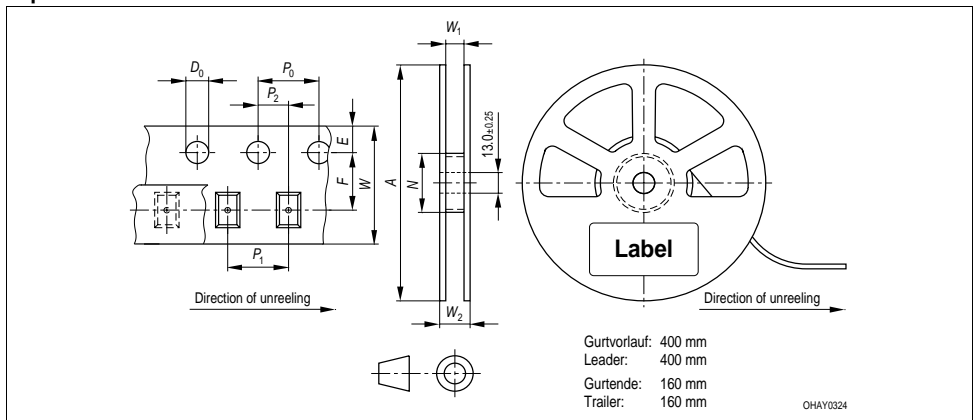 W1
D0
P0
P2
E
F
W
A
N
13.0±0.25
P1
W2
Direction of unreeling
Label
Direction of unreeling
Gurtvorlauf: 400 mm
Leader: 400 mm
Gurtende: 160 mm
Trailer: 160 mm
OHAY0324